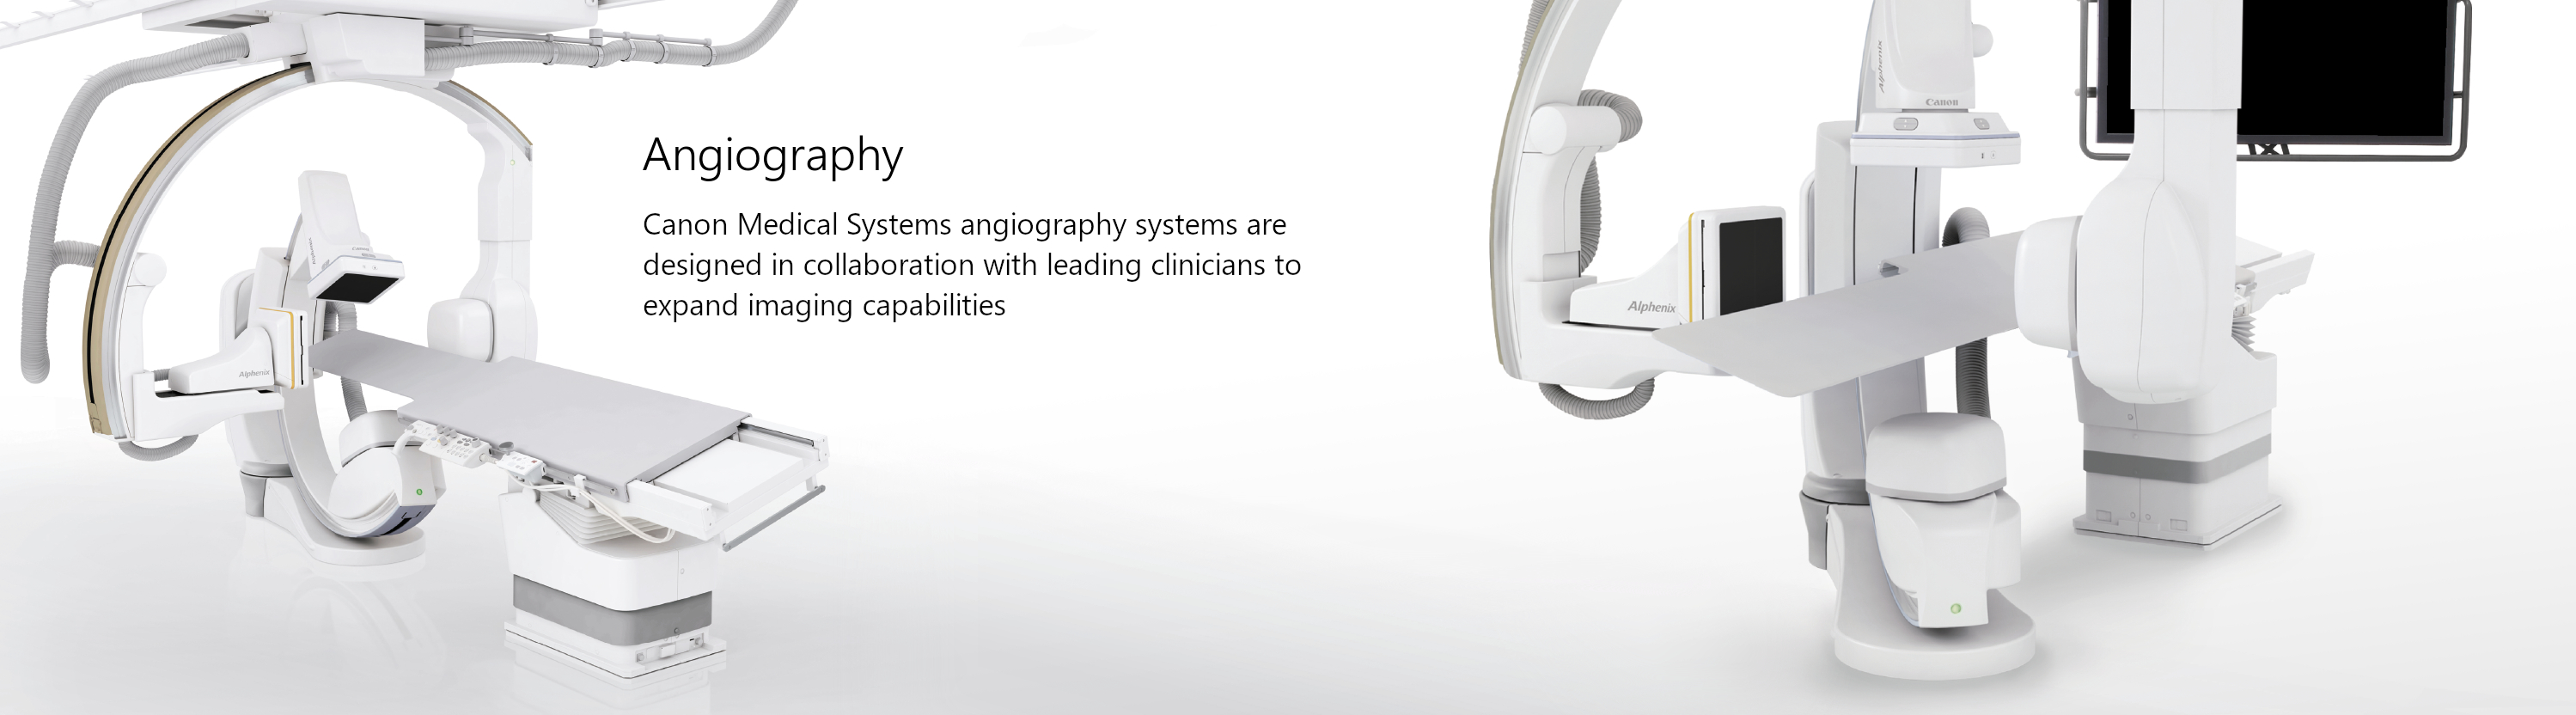 Angiography
Canon Medical Systems angiography systems are
designed in collaboration with leading clinicians to
expand imaging capabilities
Alphenix
Alphenix
Canon
Alphenix